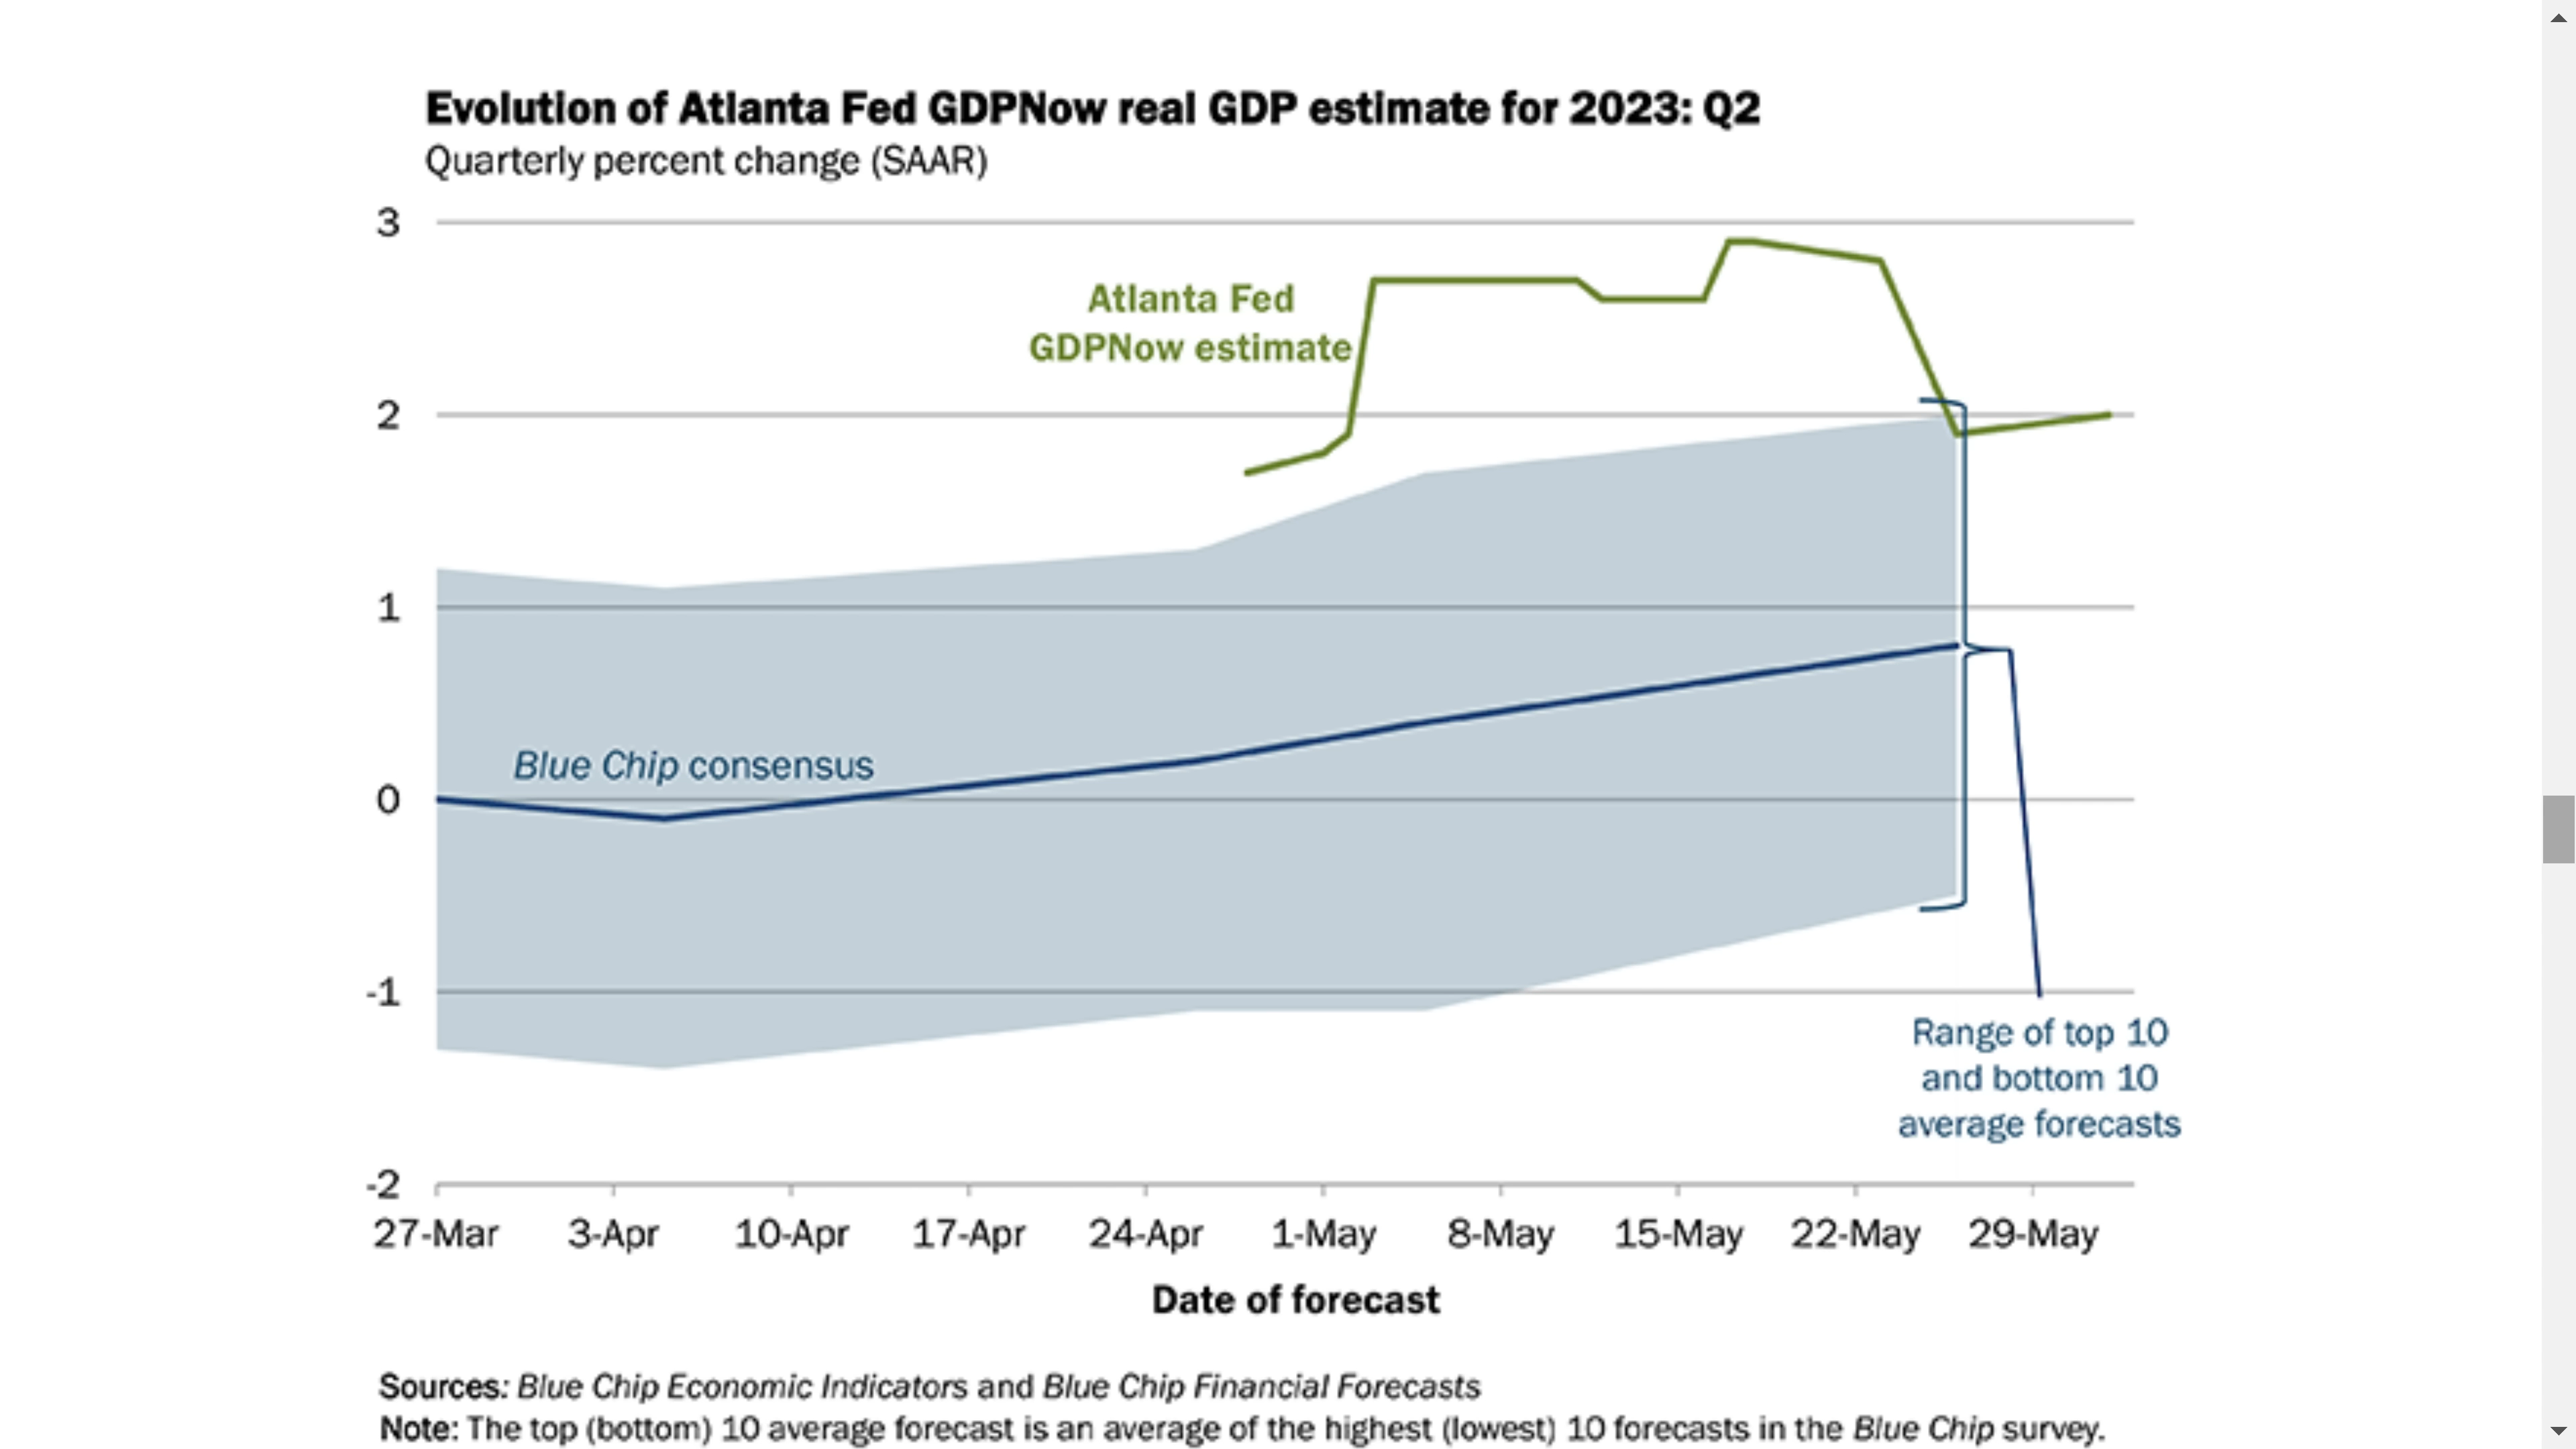 Evolution of Atlanta Fed GDPNow real GDP estimate for 2023: Q2
Quarterly percent change (SAAR)
3
2
1
0
-1
-2
Atlanta Fed
GDPNow estimate
Blue Chip consensus
Range of top 10
and bottom 10
average forecasts
27-Mar 3-Apr 10-Apr 17-Apr 24-Apr 1-May 8-May 15-May 22-May 29-May
Date of forecast
Sources: Blue Chip Economic Indicators and Blue Chip Financial Forecasts
Note: The top (bottom) 10 average forecast is an average of the highest (lowest) 10 forecasts in the Blue Chip survey.